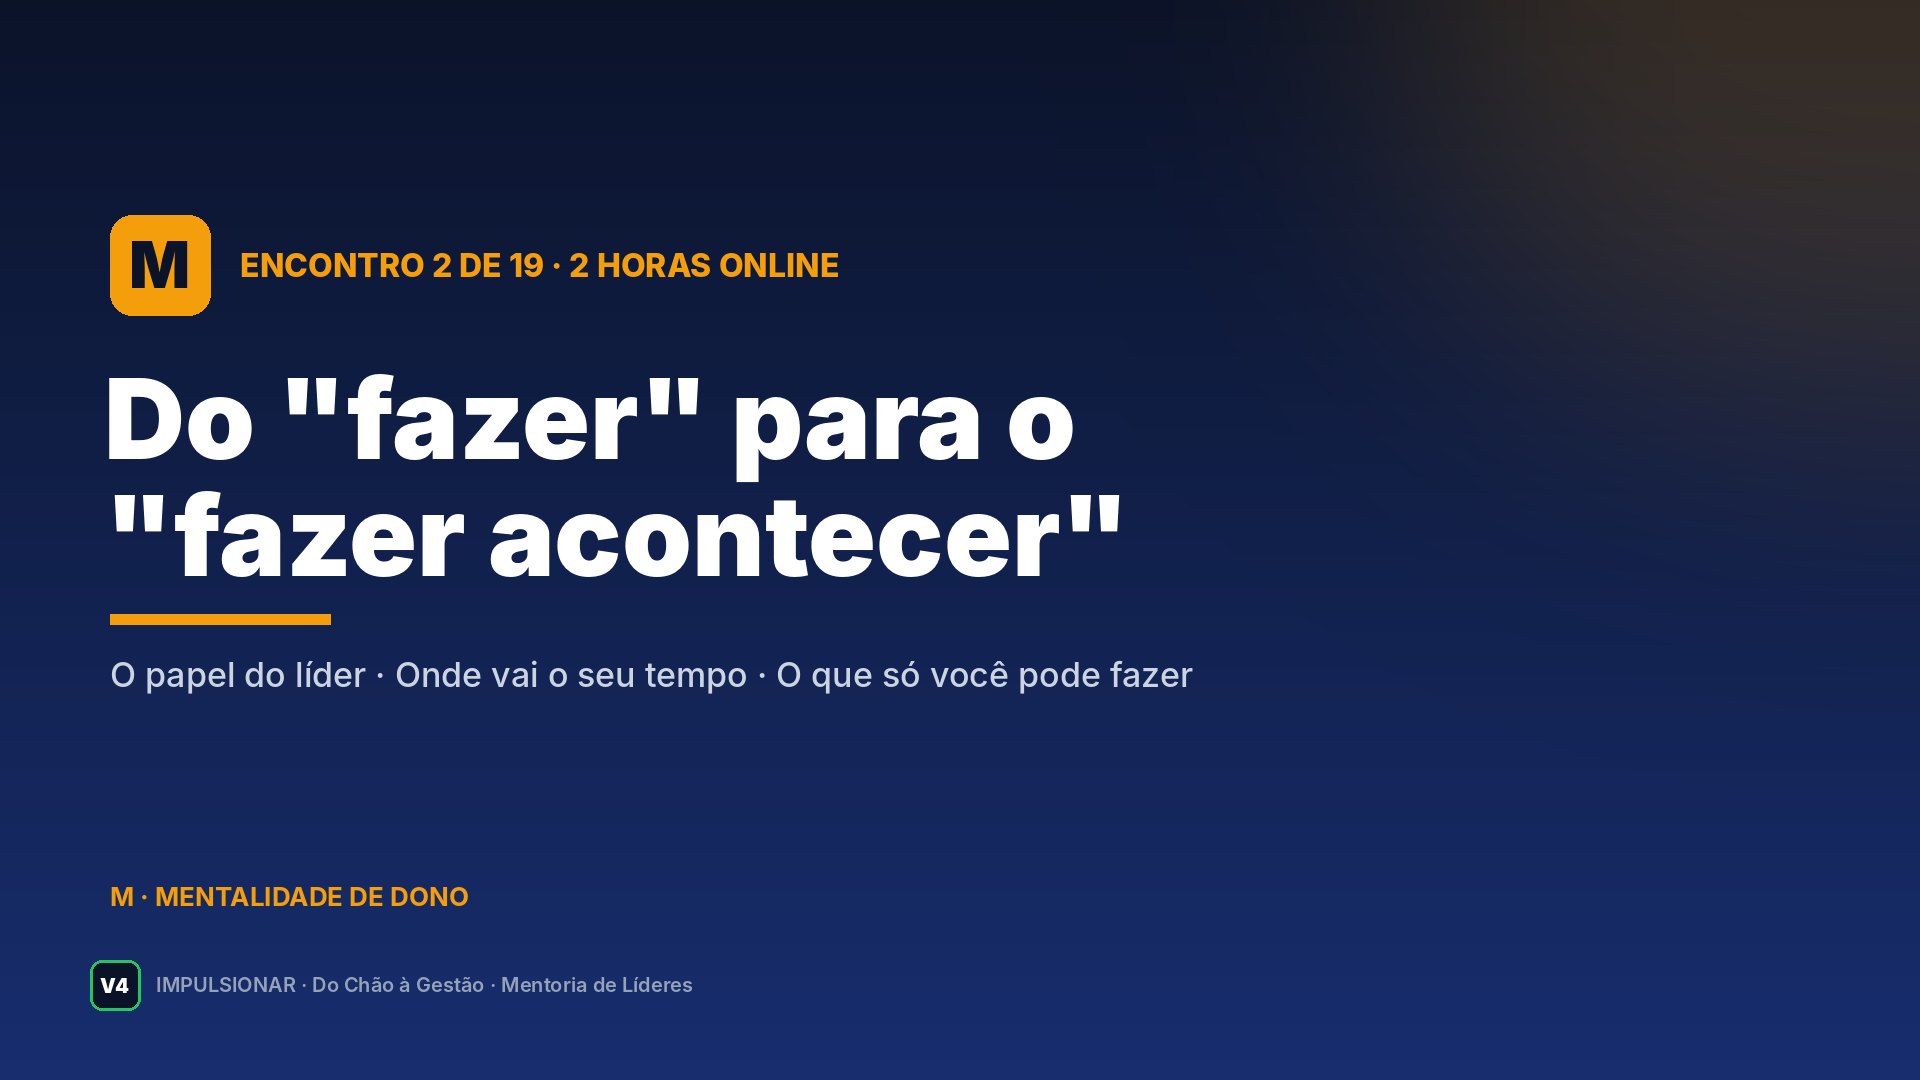 M
ENCONTRO 2 DE 19 · 2 HORAS ONLINE
Do "fazer" para o
"fazer acontecer"
O papel do líder · Onde vai o seu tempo · O que só você pode fazer
M · MENTALIDADE DE DONO
V4
IMPULSIONAR · Do Chão à Gestão · Mentoria de Líderes